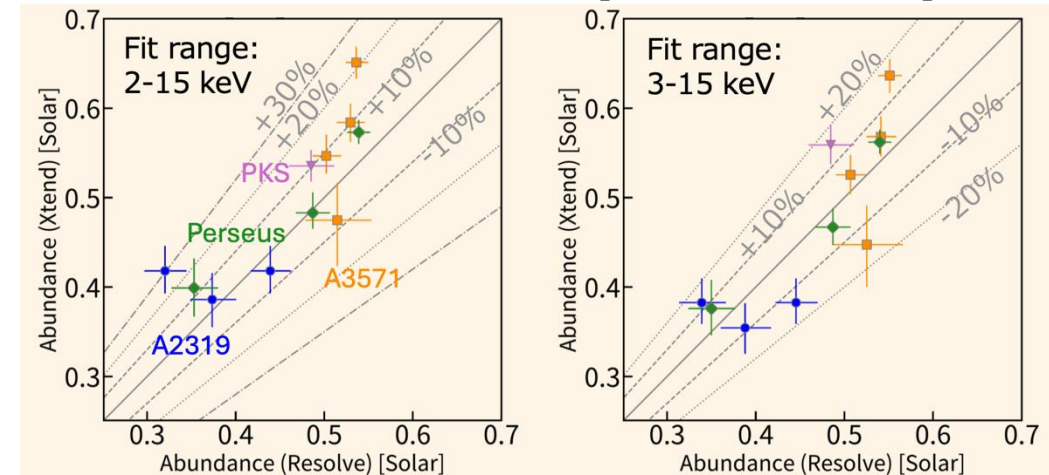 Fit range:
2-15 keV
+30%
+20%
+10%
-10%
PKS
Perseus
A3571
A2319
0.7
0.6
0.5
0.4
0.3
0.3 0.4 0.5 0.6 0.7
Abundance (Xtend) [Solar]
Abundance (Resolve) [Solar]
Fit range:
3-15 keV
+20%
+10%
-10%
-20%
0.7
0.6
0.5
0.4
0.3
0.3 0.4 0.5 0.6 0.7
Abundance (Xtend) [Solar]
Abundance (Resolve) [Solar]